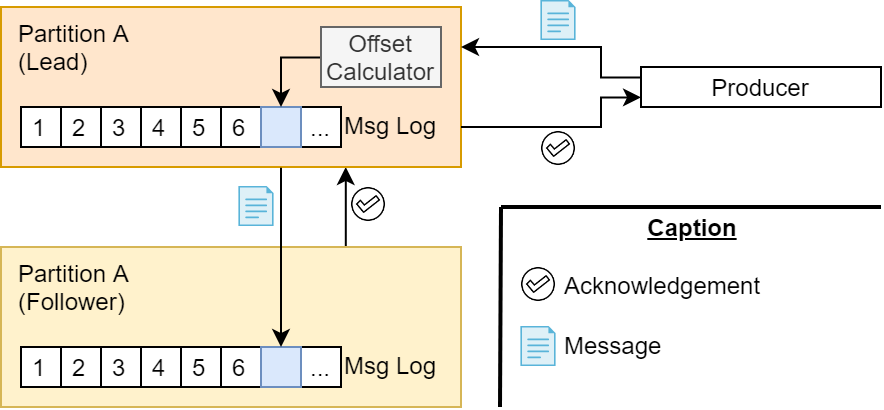 Partition A
(Lead)
Offset
Calculator
1 2 3 4 5 6 ... Msg Log
Producer
Partition A
(Follower)
1 2 3 4 5 6 ... Msg Log
Caption
Acknowledgement
Message